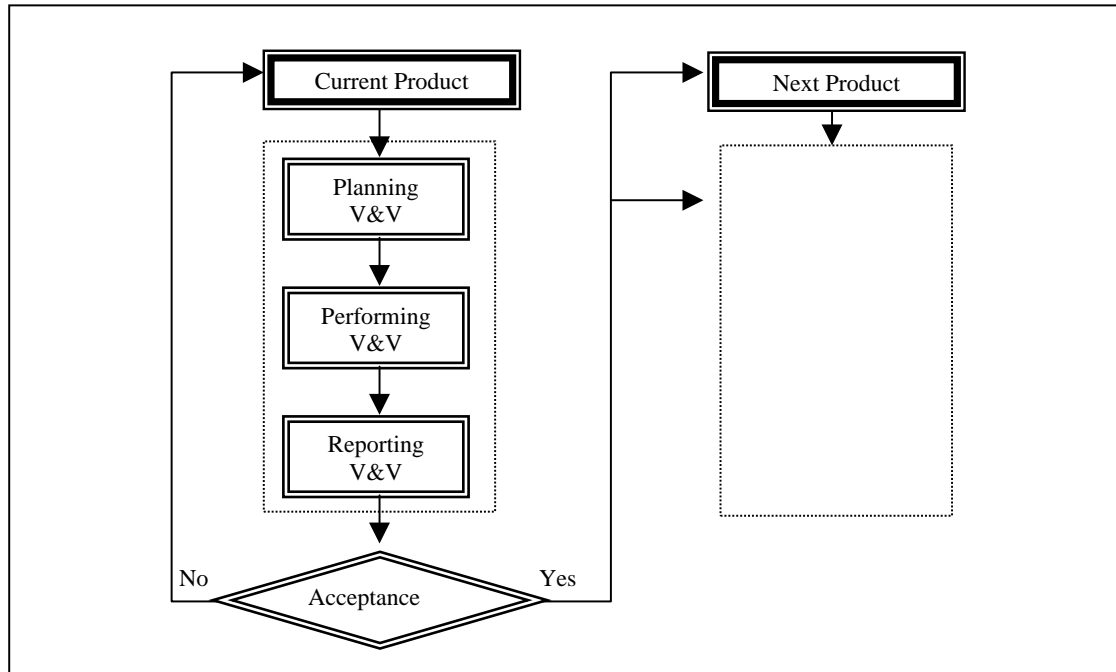 Current Product
Next Product
Planning
V&V
Performing
V&V
Reporting
V&V
No
Yes
Acceptance